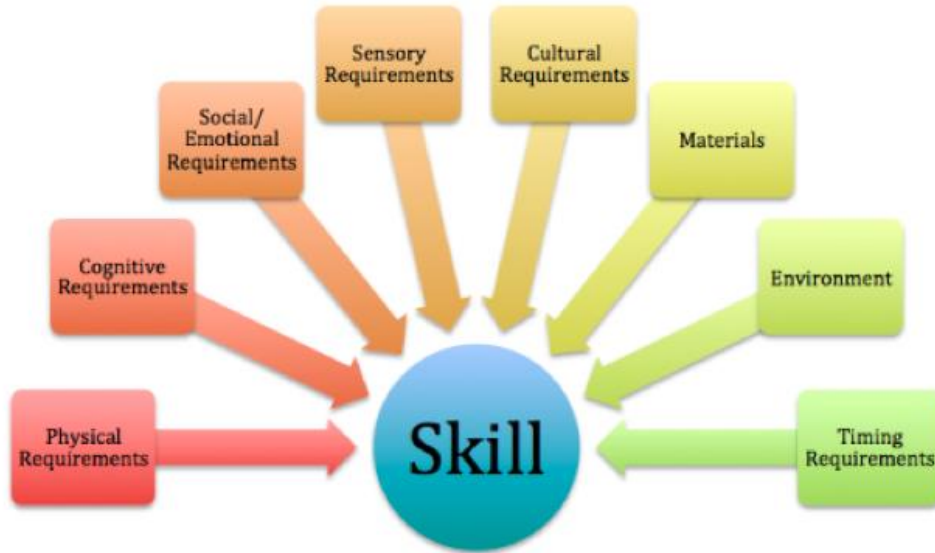 Sensory
Requirements
Cultural
Requirements
Social/
Emotional
Requirements
Materials
Cognitive
Requirements
Environment
Physical
Requirements
Skill
Timing
Requirements